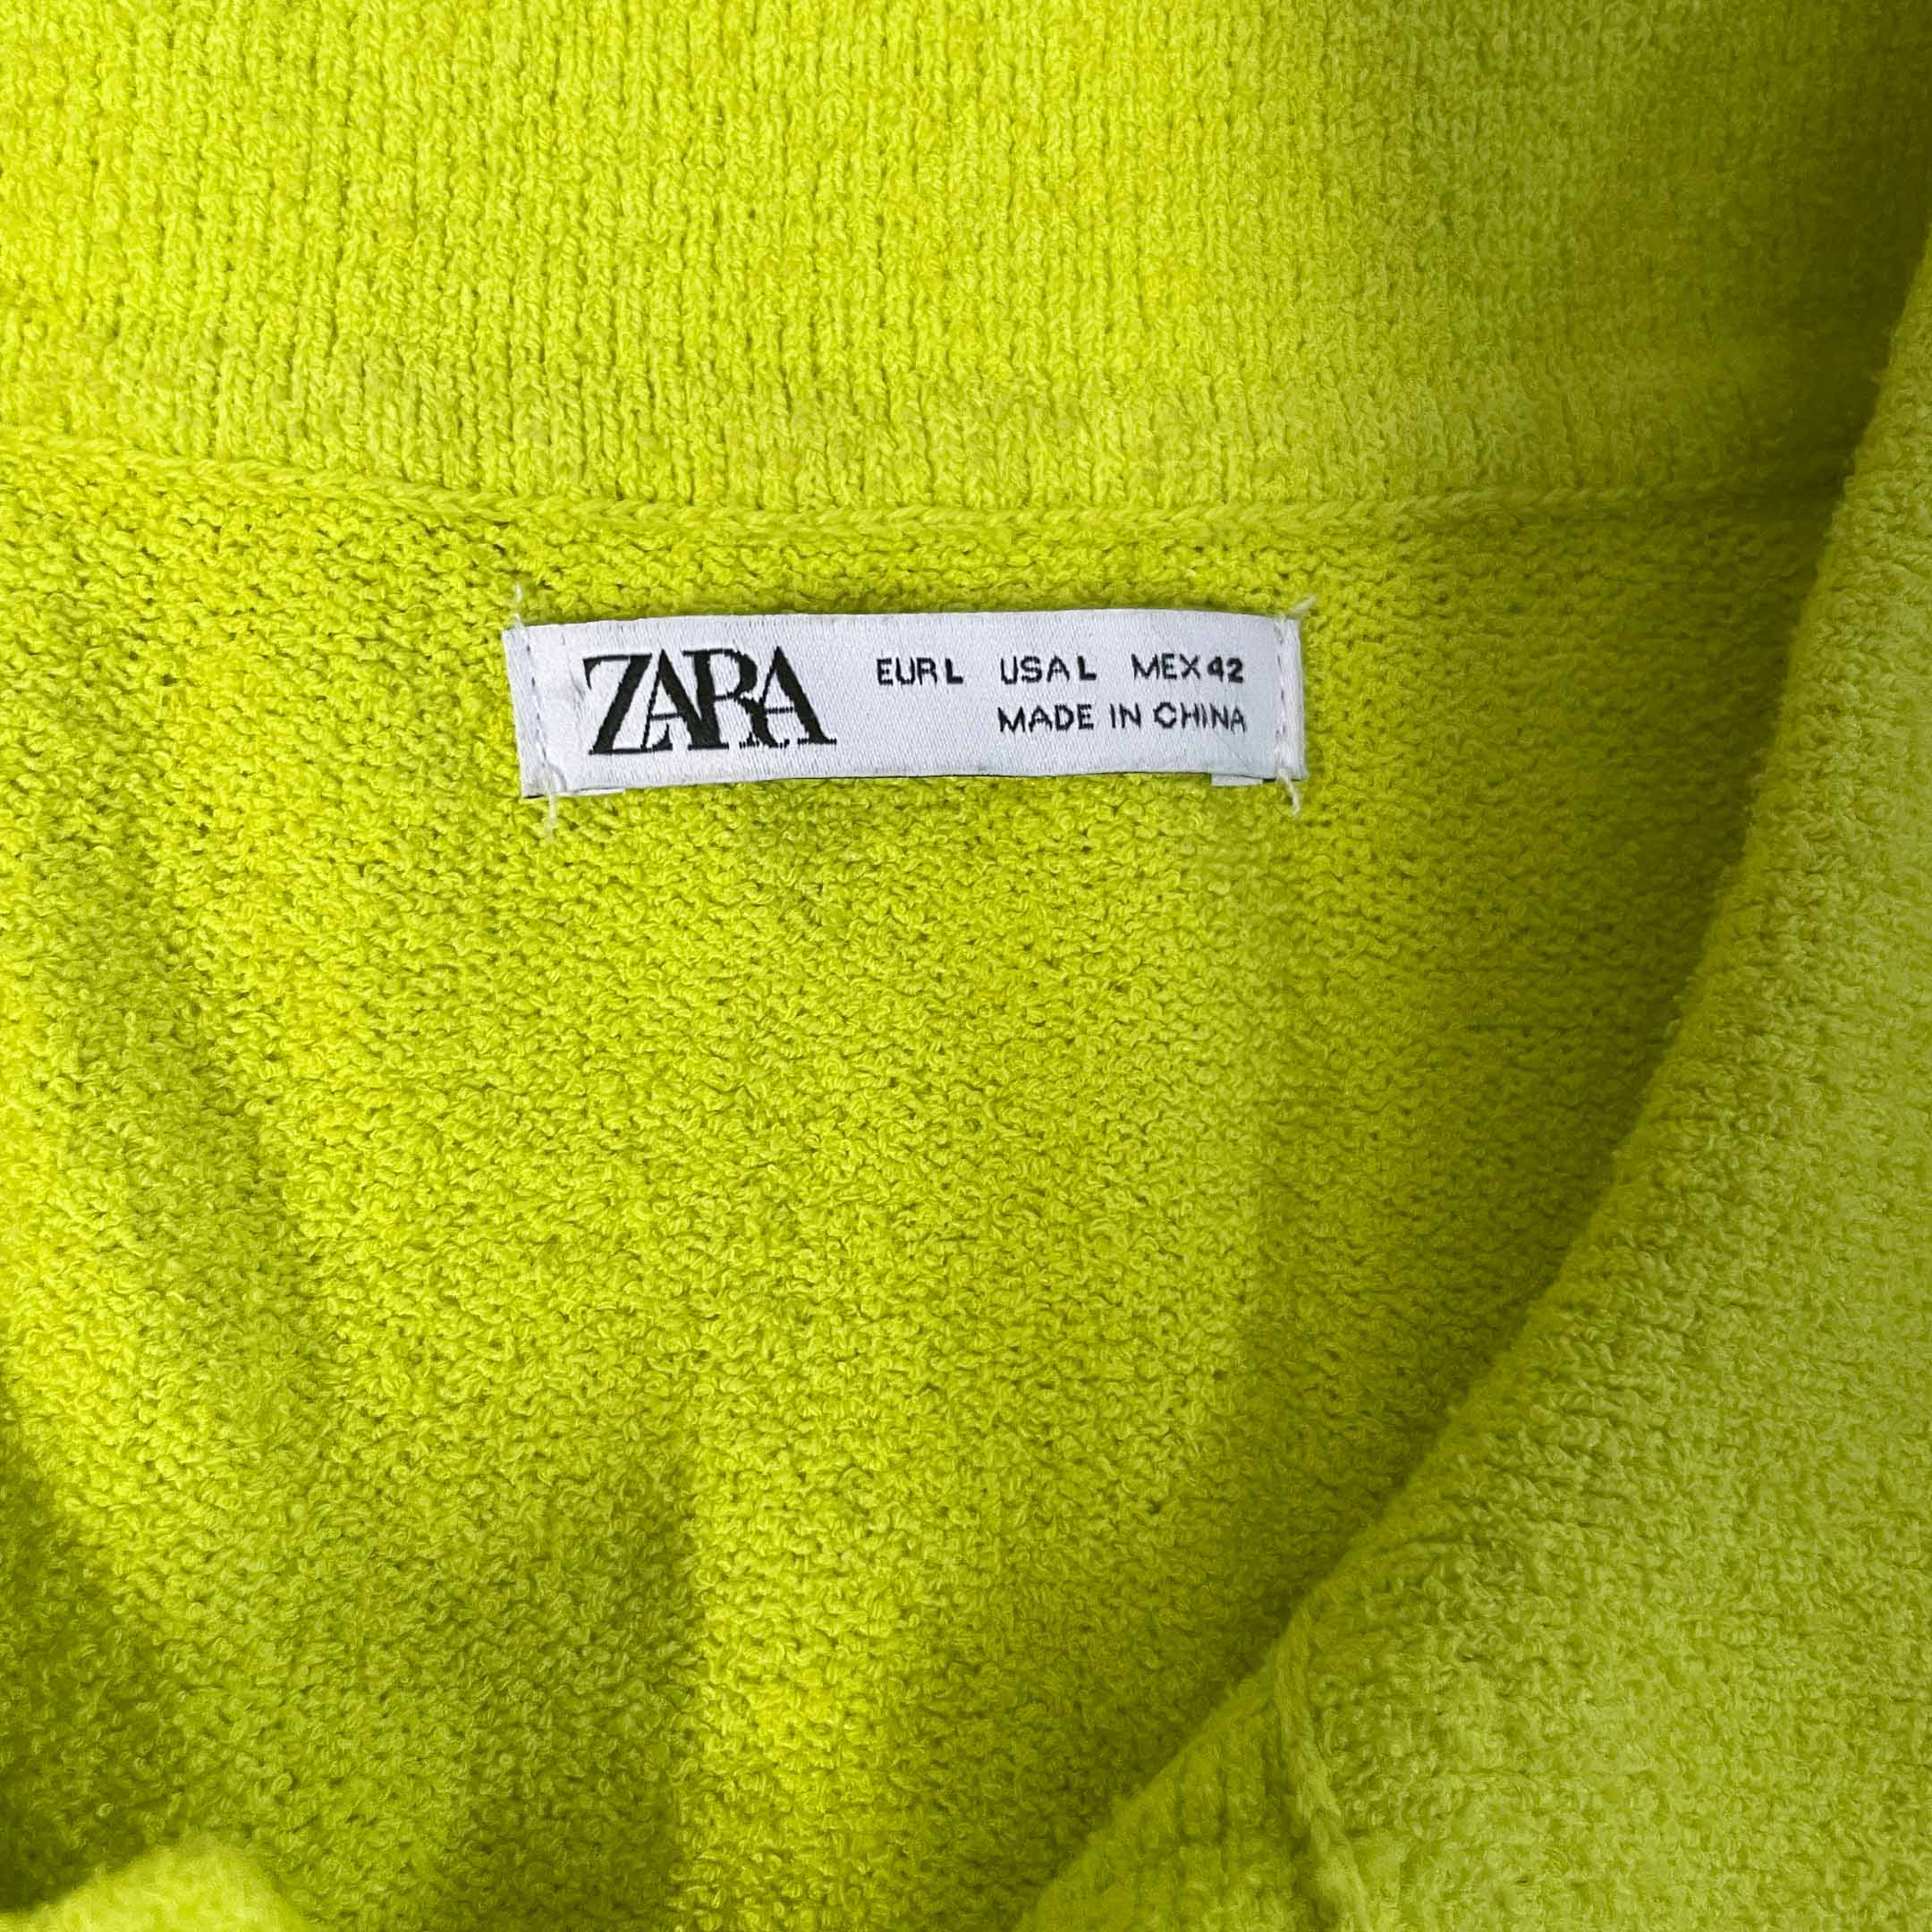 ZARA EUR L USA L MEX 42
MADE IN CHINA